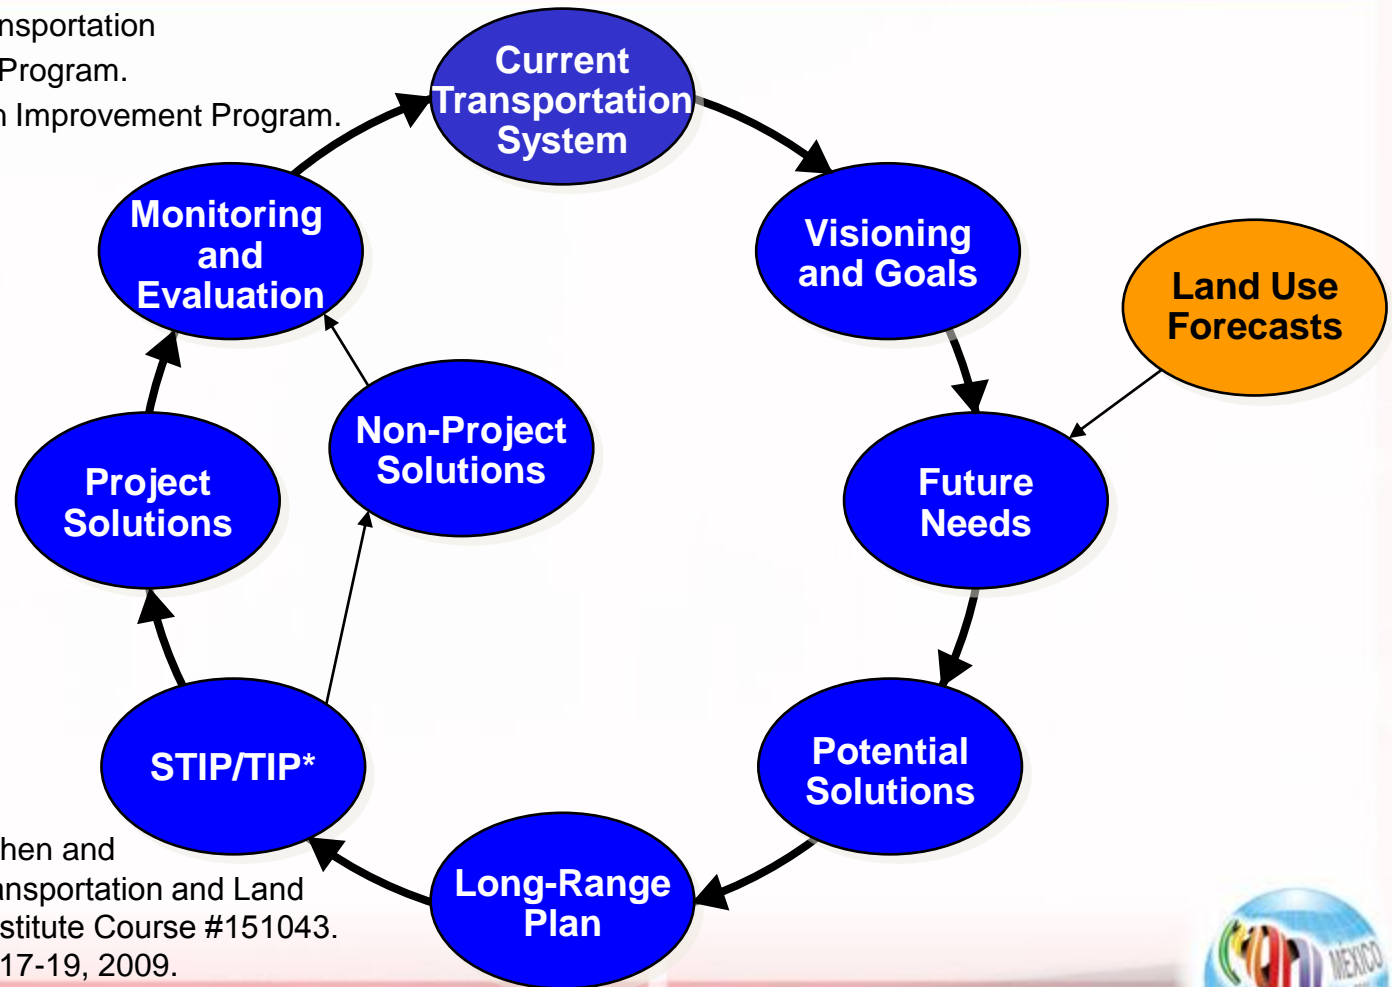 nsportation
Program.
Improvement Program.
Current
Transportation
System
Visioning
and Goals
Land Use
Forecasts
Future
Needs
Potential
Solutions
Long-Range
Plan
STIP/TIP*
Project
Solutions
Non-Project
Solutions
Monitoring
and
Evaluation
hen and
ansportation and Land
stitute Course #151043.
17-19, 2009.
MÉXICO